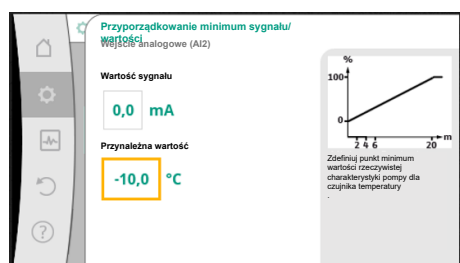 Przyporządkowanie minimum sygnału/
wartości
Wejście analogowe (AI2)
Wartość sygnału
0,0 mA
Przynależna wartość
-10,0 °C
%
100
0
2 4 6 20
m
Zdefiniuj punkt minimum
wartości rzeczywistej
charakterystyki pompy dla
czujnika temperatury
.
?